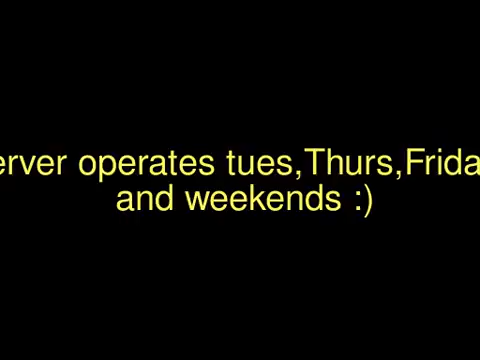 erver operates tues,Thurs,Frida
and weekends :)